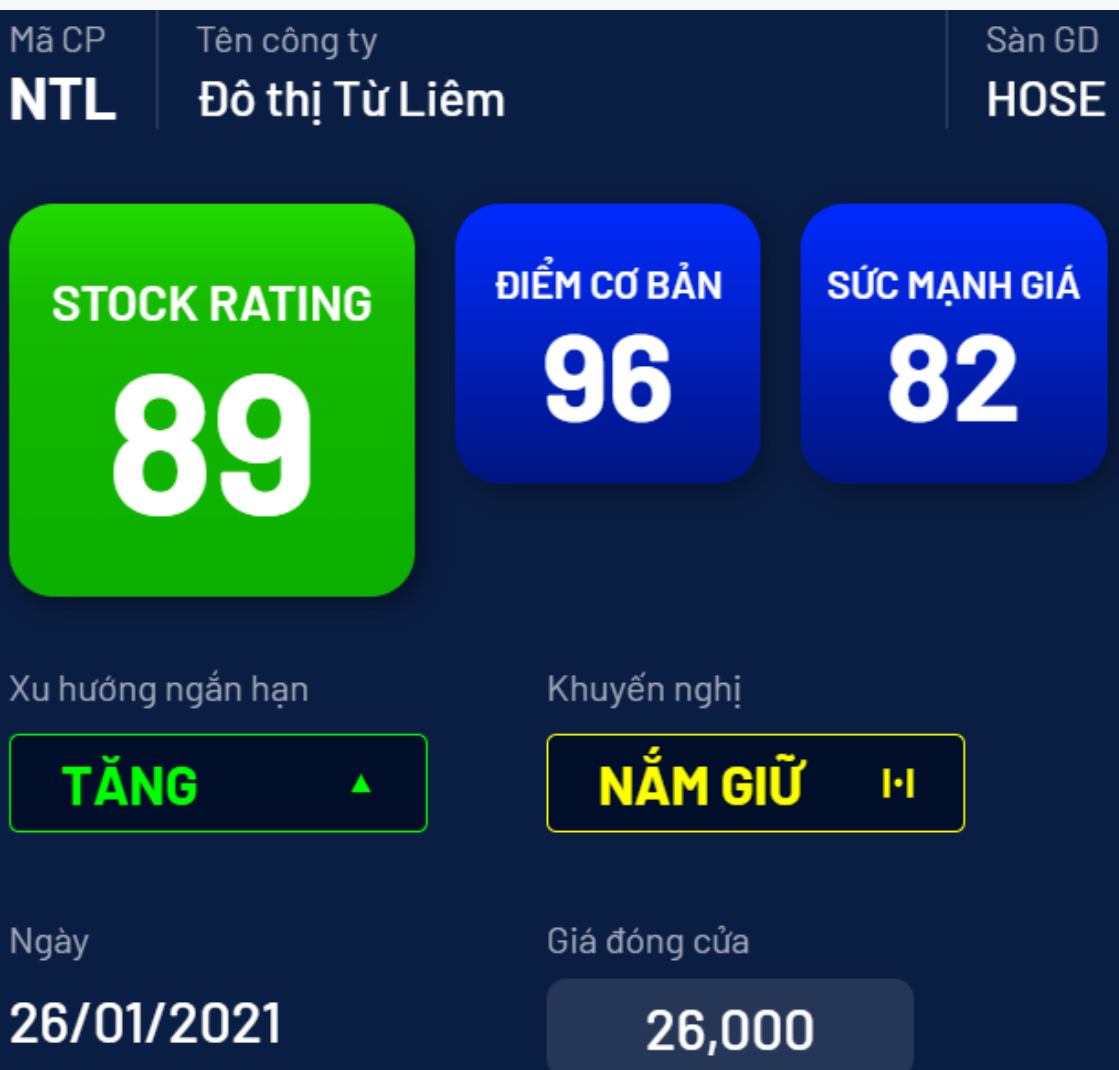 Mã CP
NTL
Tên công ty
Đô thị Từ Liêm
Sàn GD
HOSE
STOCK RATING
89
ĐIỂM CƠ BẢN
96
SỨC MẠNH GIÁ
82
Xu hướng ngắn hạn
TĂNG ▲
Khuyến nghị
NẮM GIỮ
Ngày
26/01/2021
Giá đóng cửa
26,000